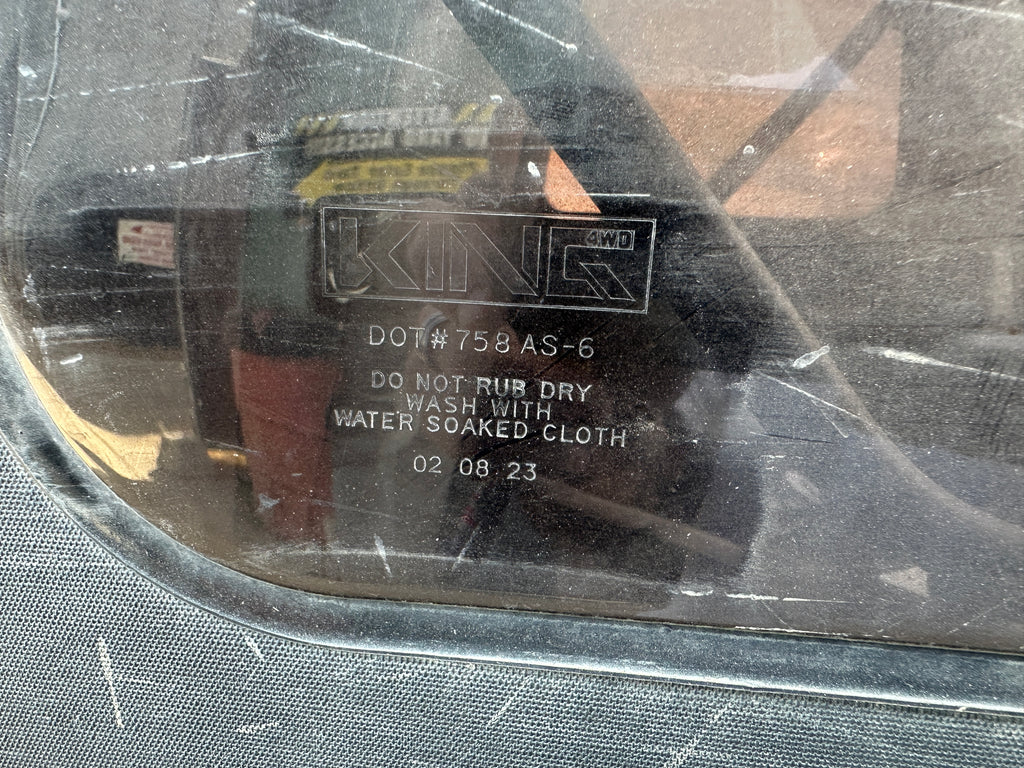 KING 4WD
DOT#758 AS-6
DO NOT RUB DRY
WASH WITH
WATER SOAKED CLOTH
02 08 23